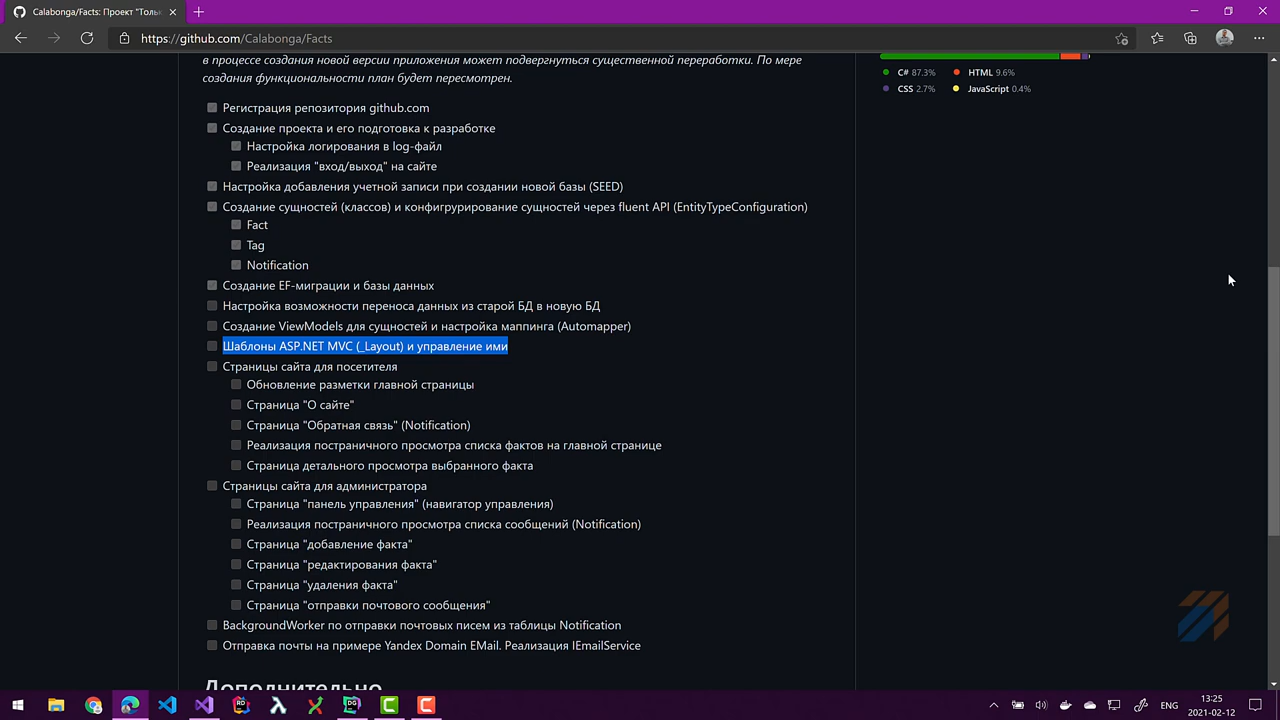 Calabonga/Facts: Проект "Тольк
https://github.com/Calabonga/Facts
в процессе создания новой версии приложения может подвергнуться существенной переработки. По мере
создания функциональности план будет пересмотрен.
C# 87.3%
HTML 9.6%
CSS 2.7%
JavaScript 0.4%
Регистрация репозитория github.com
Создание проекта и его подготовка к разработке
Настройка логирования в log-файл
Реализация "вход/выход" на сайте
Настройка добавления учетной записи при создании новой базы (SEED)
Создание сущностей (классов) и конфигрурирование сущностей через fluent API (EntityTypeConfiguration)
Fact
Tag
Notification
Создание EF-миграции и базы данных
Настройка возможности переноса данных из старой БД в новую БД
Создание ViewModels для сущностей и настройка маппинга (Automapper)
Шаблоны ASP.NET MVC (_Layout) и управление ими
Страницы сайта для посетителя
Обновление разметки главной страницы
Страница "О сайте"
Страница "Обратная связь" (Notification)
Реализация постраничного просмотра списка фактов на главной странице
Страница детального просмотра выбранного факта
Страницы сайта для администратора
Страница "панель управления" (навигатор управления)
Реализация постраничного просмотра списка сообщений (Notification)
Страница "добавление факта"
Страница "редактирования факта"
Страница "удаления факта"
Страница "отправки почтового сообщения"
BackgroundWorker по отправки почтовых писем из таблицы Notification
Отправка почты на примере Yandex Domain EMail. Реализация IEmailService
Дополнительно
ENG
13:25
2021-02-12